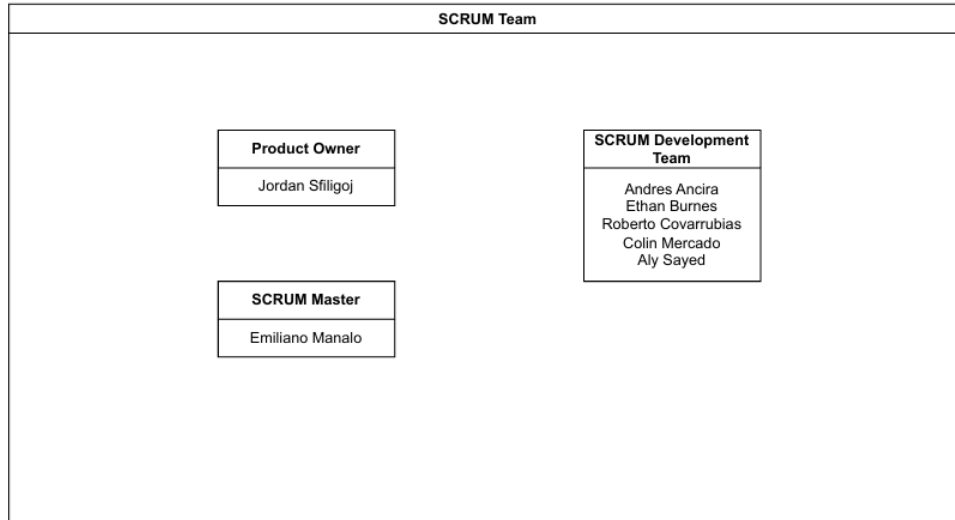 SCRUM Team
Product Owner
Jordan Sfiligoj
SCRUM Development
Team
Andres Ancira
Ethan Burnes
Roberto Covarrubias
Colin Mercado
Aly Sayed
SCRUM Master
Emiliano Manalo